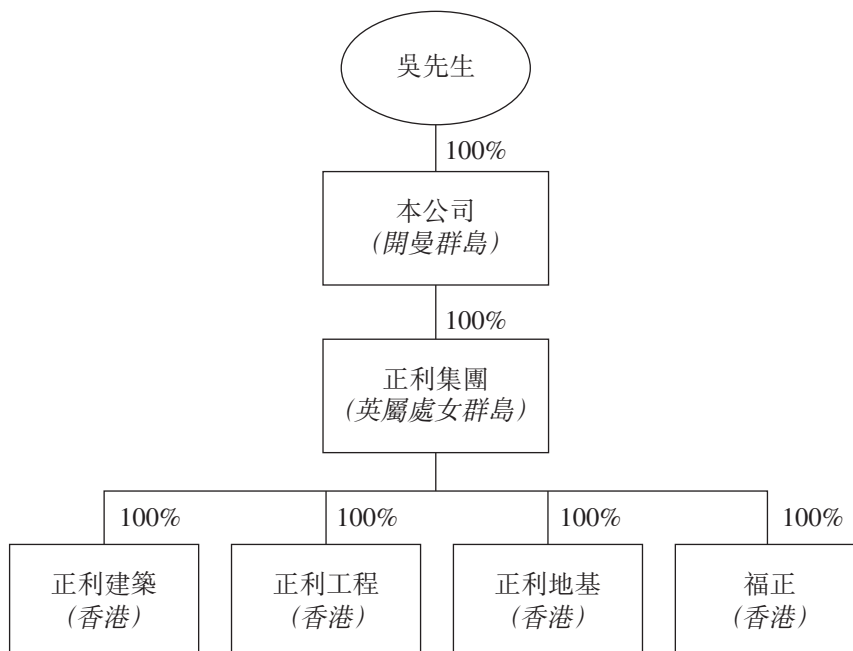 吳先生
100%
本公司
(開曼群島)
100%
正利集團
(英屬處女群島)
100% 100% 100% 100%
正利建築 正利工程 正利地基 福正
(香港) (香港) (香港) (香港)